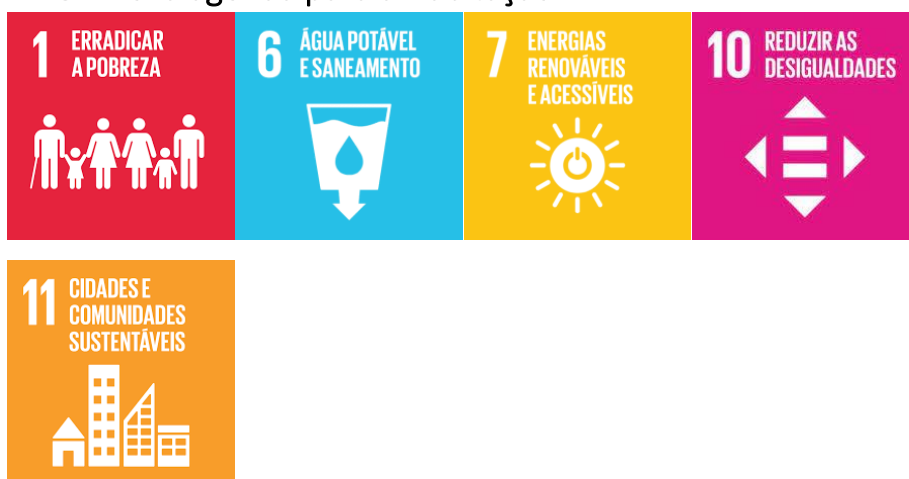 1 ERRADICAR
A POBREZA
6 ÁGUA POTÁVEL
E SANEAMENTO
7 ENERGIAS
RENOVÁVEIS
E ACESSÍVEIS
10 REDUZIR AS
DESIGUALDADES
11 CIDADES E
COMUNIDADES
SUSTENTÁVEIS